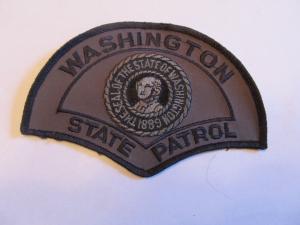 WASHINGTON
THE SEAL OF THE STATE OF WASHINGTON
1889
STATE PATROL